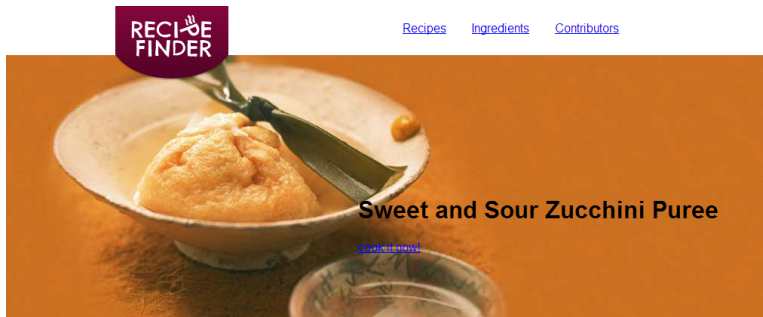 RECIPE
FINDER
Recipes Ingredients Contributors
Sweet and Sour Zucchini Puree
cook it now!